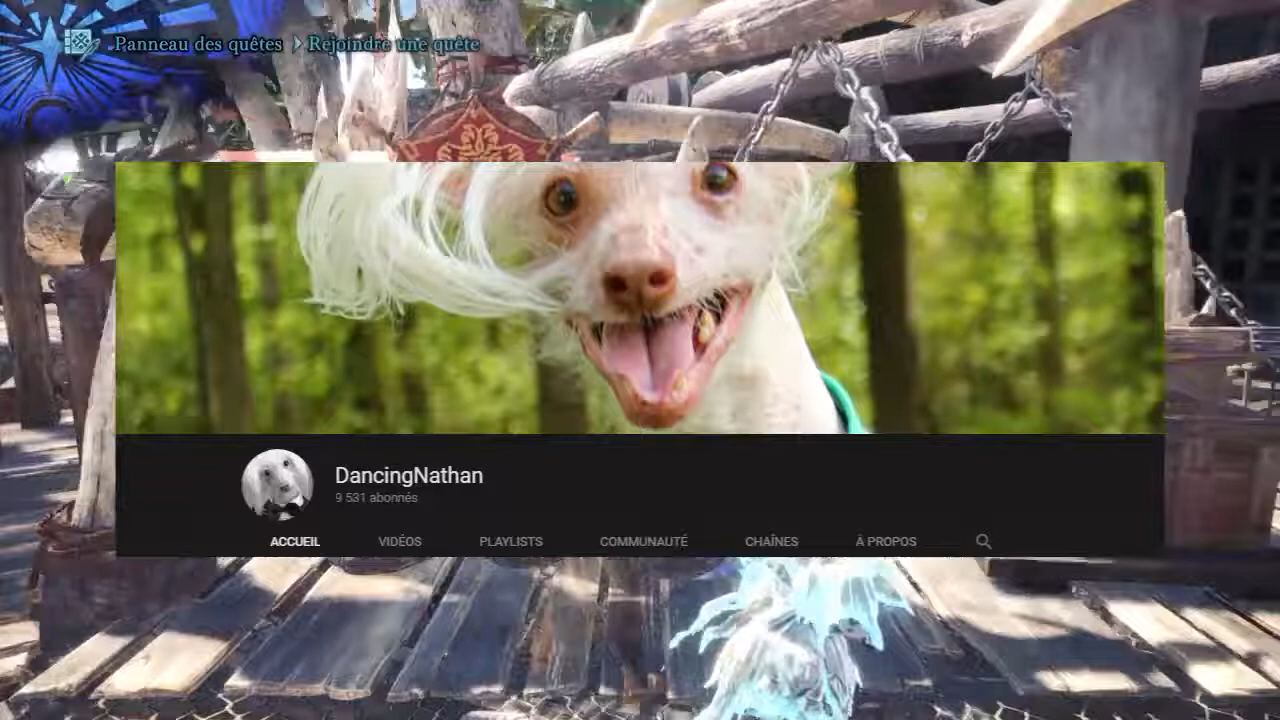 Panneau des quêtes Rejoindre une quête
DancingNathan
9 531 abonnés
ACCUEIL VIDÉOS PLAYLISTS COMMUNAUTÉ CHAÎNES À PROPOS